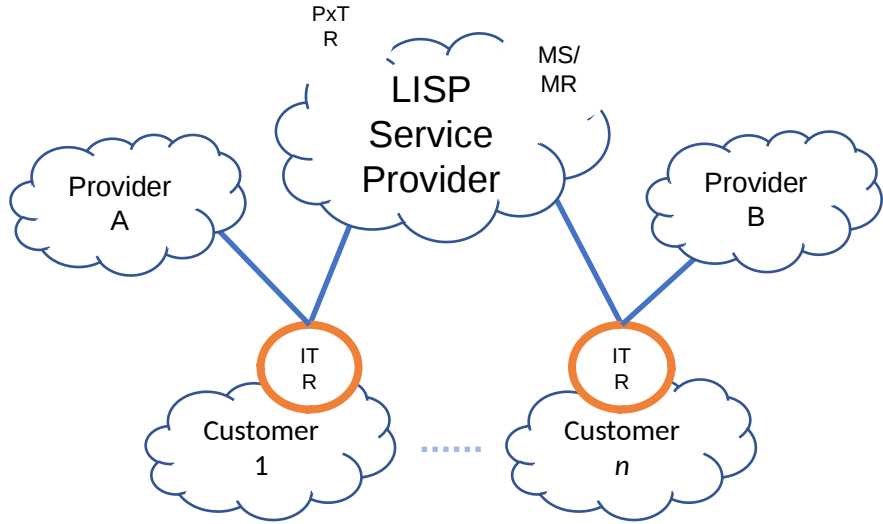 PxT
R
MS/
MR
LISP
Service
Provider
Provider
A
Provider
B
IT
R
IT
R
Customer
1
Customer
n